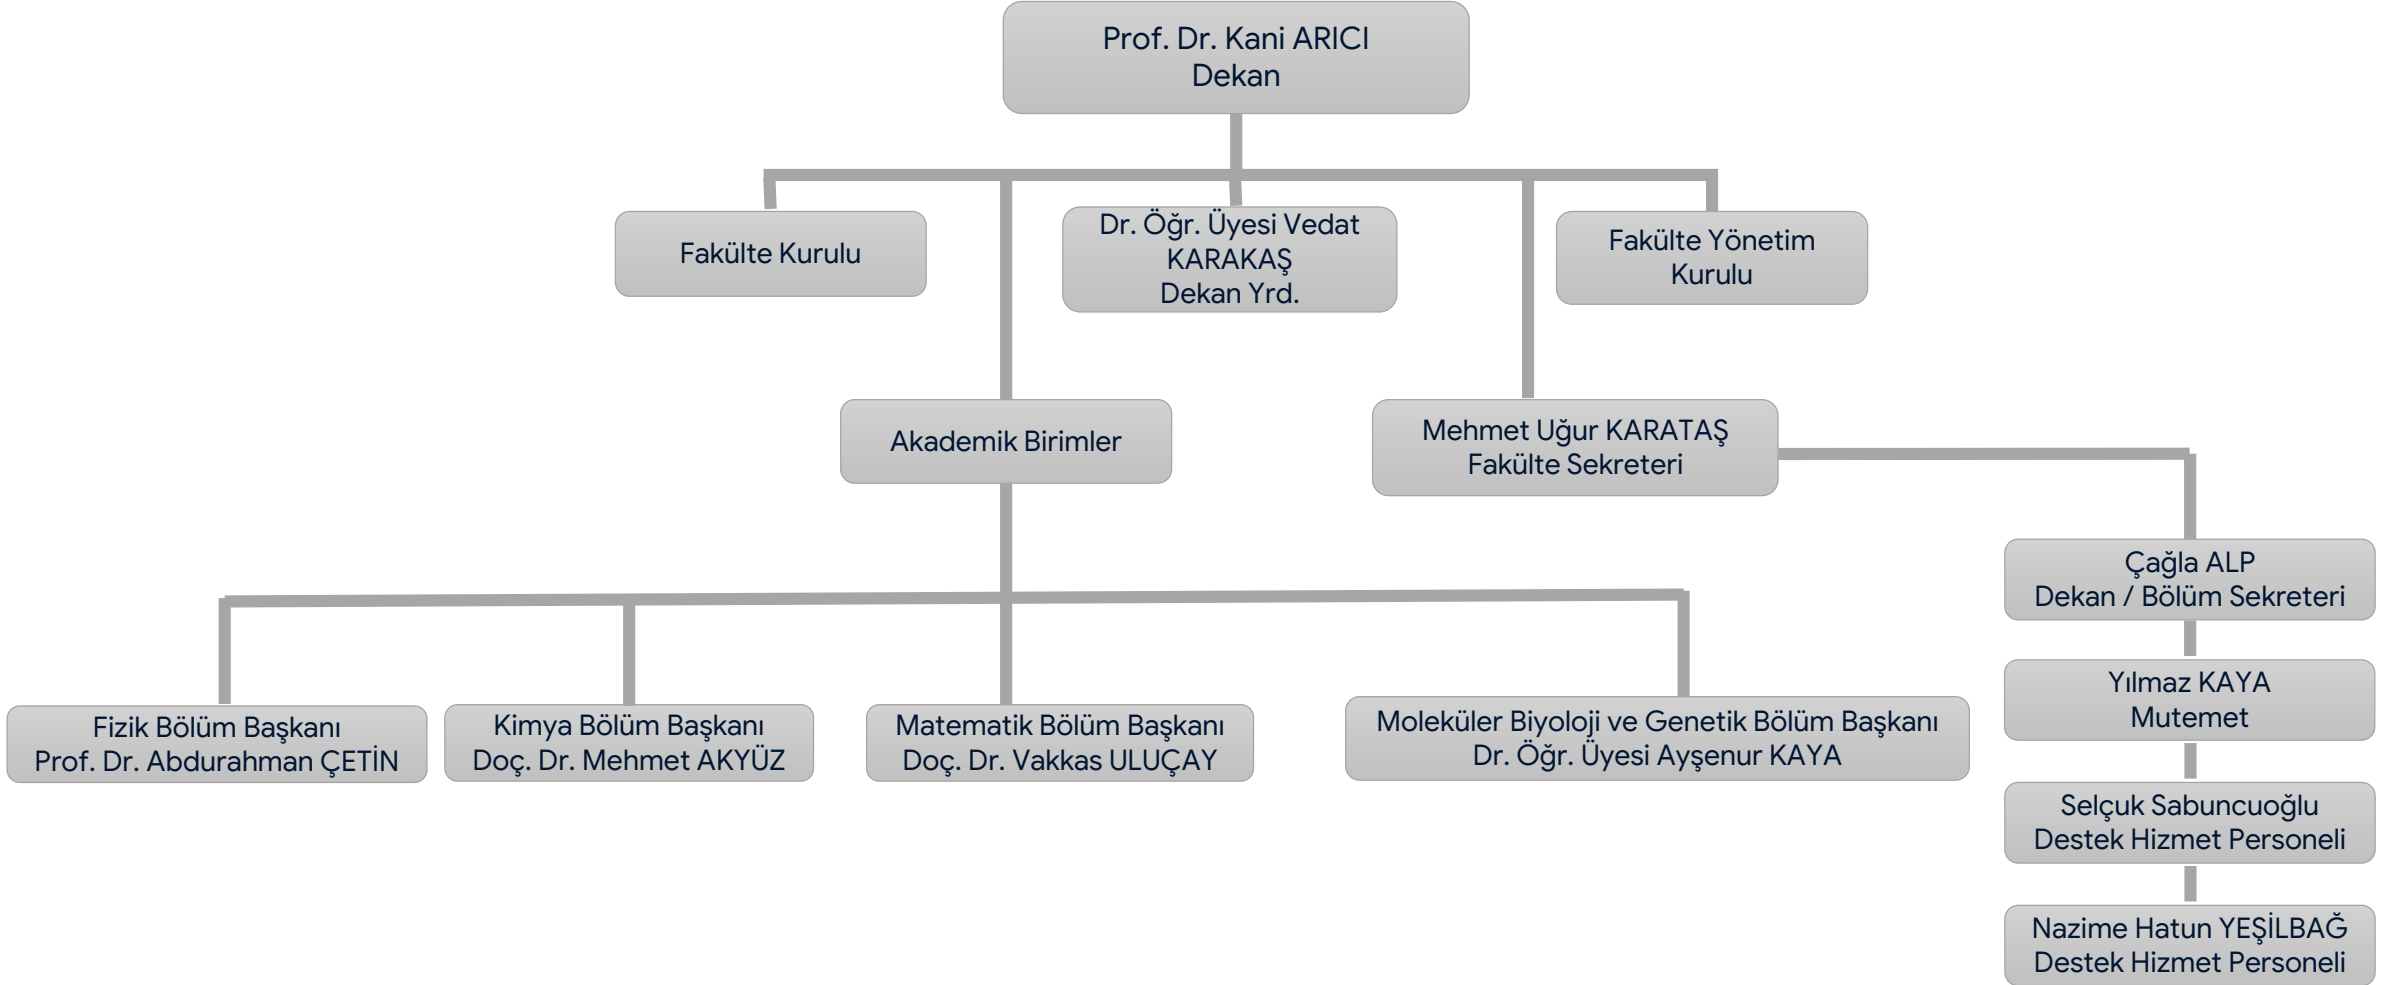 Prof. Dr. Kani ARICI
Dekan
Fakülte Kurulu
Dr. Öğr. Üyesi Vedat
KARAKAŞ
Dekan Yrd.
Fakülte Yönetim
Kurulu
Akademik Birimler
Mehmet Uğur KARATAŞ
Fakülte Sekreteri
Çağla ALP
Dekan / Bölüm Sekreteri
Yılmaz KAYA
Mutemet
Selçuk Sabuncuoğlu
Destek Hizmet Personeli
Nazime Hatun YEŞİLBAĞ
Destek Hizmet Personeli
Fizik Bölüm Başkanı
Prof. Dr. Abdurahman ÇETİN
Kimya Bölüm Başkanı
Doç. Dr. Mehmet AKYÜZ
Matematik Bölüm Başkanı
Doç. Dr. Vakkas ULUÇAY
Moleküler Biyoloji ve Genetik Bölüm Başkanı
Dr. Öğr. Üyesi Ayşenur KAYA